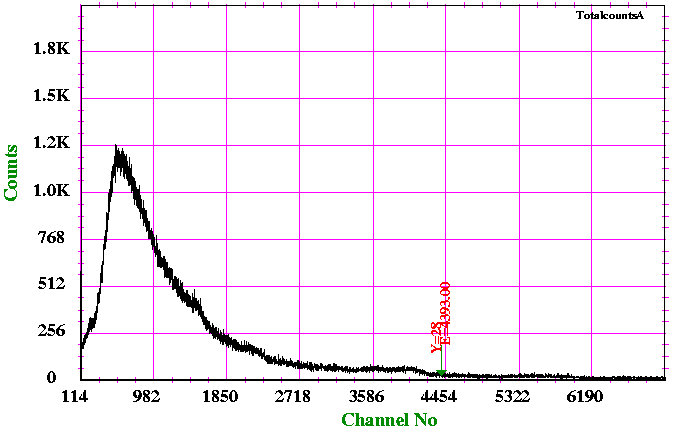 TotalcountsA
1.8K
1.5K
1.2K
1.0K
768
512
256
0
Counts
Y=28
E=4393.00
114 982 1850 2718 3586 4454 5322 6190
Channel No